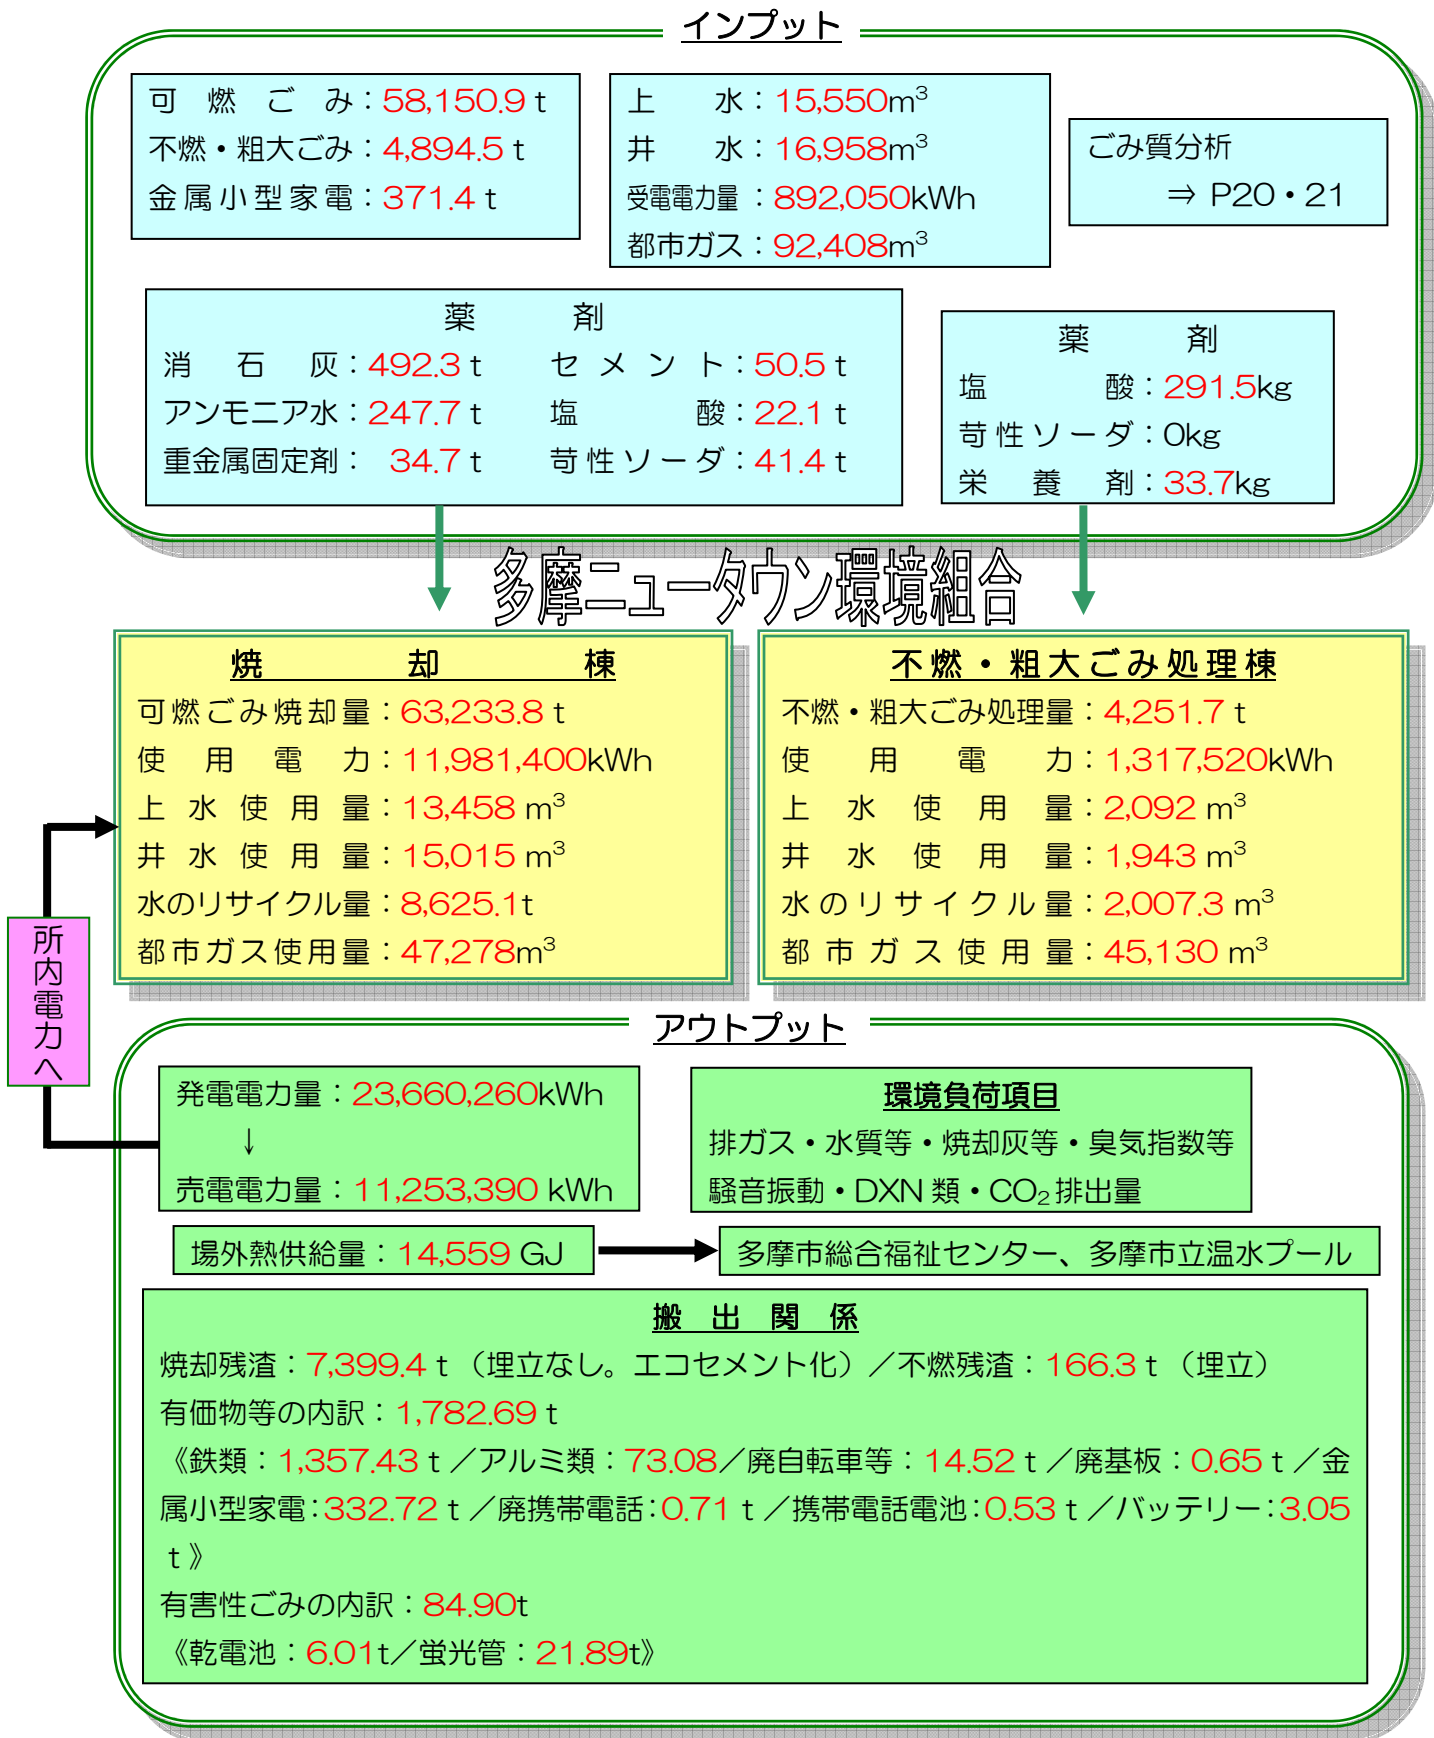 インプット
可燃ごみ：58,150.9 t
不燃・粗大ごみ：4,894.5 t
金属小型家電：371.4 t
上水：15,550m³
井水：16,958m³
受電電力量：892,050kWh
都市ガス：92,408m³
ごみ質分析
⇒ P20・21
薬剤
消石灰：492.3 t セメント：50.5 t
アンモニア水：247.7 t 塩酸：22.1 t
重金属固定剤： 34.7 t 苛性ソーダ：41.4 t
薬剤
塩酸：291.5kg
苛性ソーダ：0kg
栄養剤：33.7kg
多摩ニュータウン環境組合
焼却棟
可燃ごみ焼却量：63,233.8 t
使用電力：11,981,400kWh
上水使用量：13,458 m³
井水使用量：15,015 m³
水のリサイクル量：8,625.1t
都市ガス使用量：47,278m³
不燃・粗大ごみ処理棟
不燃・粗大ごみ処理量：4,251.7 t
使用電力：1,317,520kWh
上水使用量：2,092 m³
井水使用量：1,943 m³
水のリサイクル量：2,007.3 m³
都市ガス使用量：45,130 m³
所内電力へ
アウトプット
発電電力量：23,660,260kWh
↓
売電電力量：11,253,390 kWh
環境負荷項目
排ガス・水質等・焼却灰等・臭気指数等
騒音振動・DXN 類・CO₂排出量
場外熱供給量：14,559 GJ
多摩市総合福祉センター、多摩市立温水プール
搬出関係
焼却残渣：7,399.4 t （埋立なし。エコセメント化）／不燃残渣：166.3 t （埋立）
有価物等の内訳：1,782.69 t
《鉄類：1,357.43 t ／アルミ類：73.08／廃自転車等：14.52 t ／廃基板：0.65 t ／金
属小型家電：332.72 t ／廃携帯電話：0.71 t ／携帯電話電池：0.53 t ／バッテリー：3.05
t 》
有害性ごみの内訳：84.90t
《乾電池：6.01t／蛍光管：21.89t》